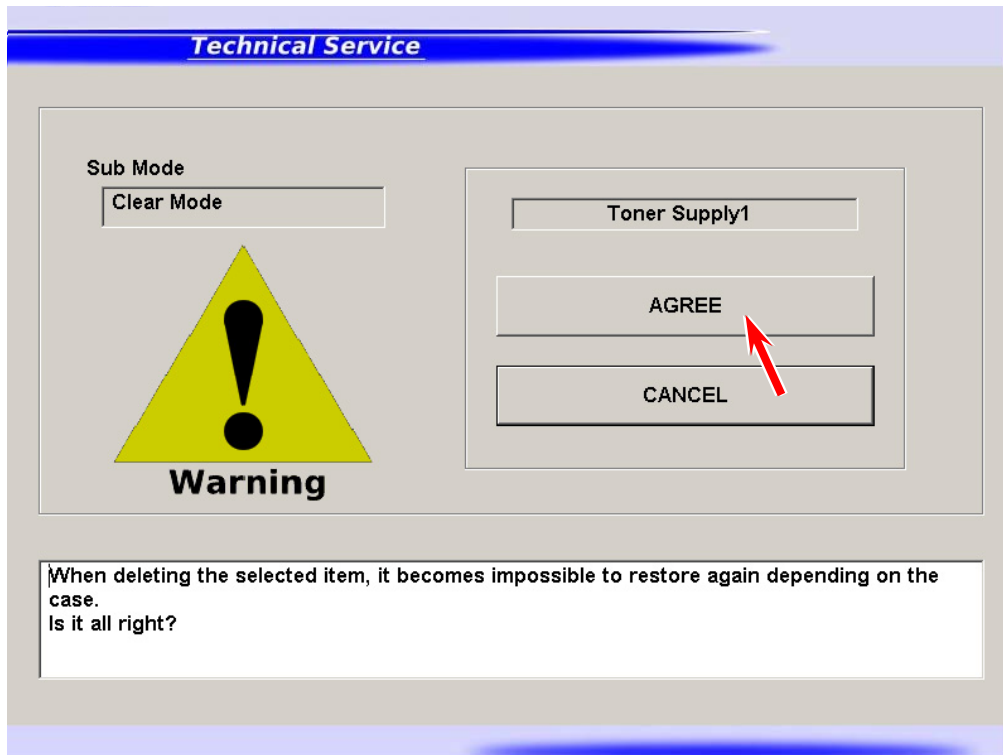 Technical Service
Sub Mode
Clear Mode
Warning
Toner Supply1
AGREE
CANCEL
When deleting the selected item, it becomes impossible to restore again depending on the
case.
Is it all right?